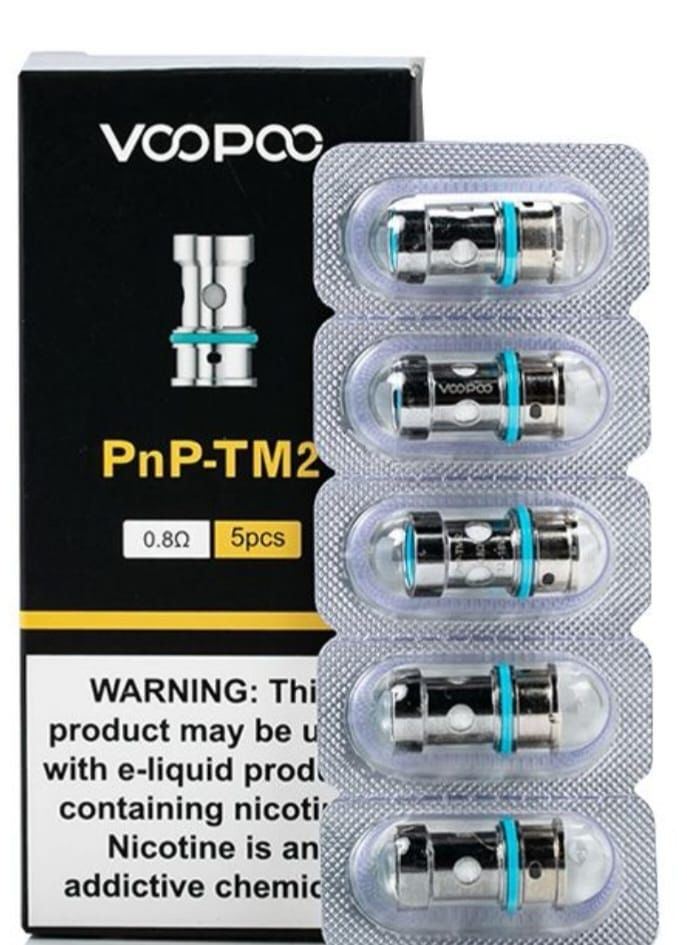 VOOPOO
PnP-TM2
0.8Ω 5pcs
WARNING: Thi
product may be u
with e-liquid prod
containing nicoti
Nicotine is an
addictive chemic
VOOPOO